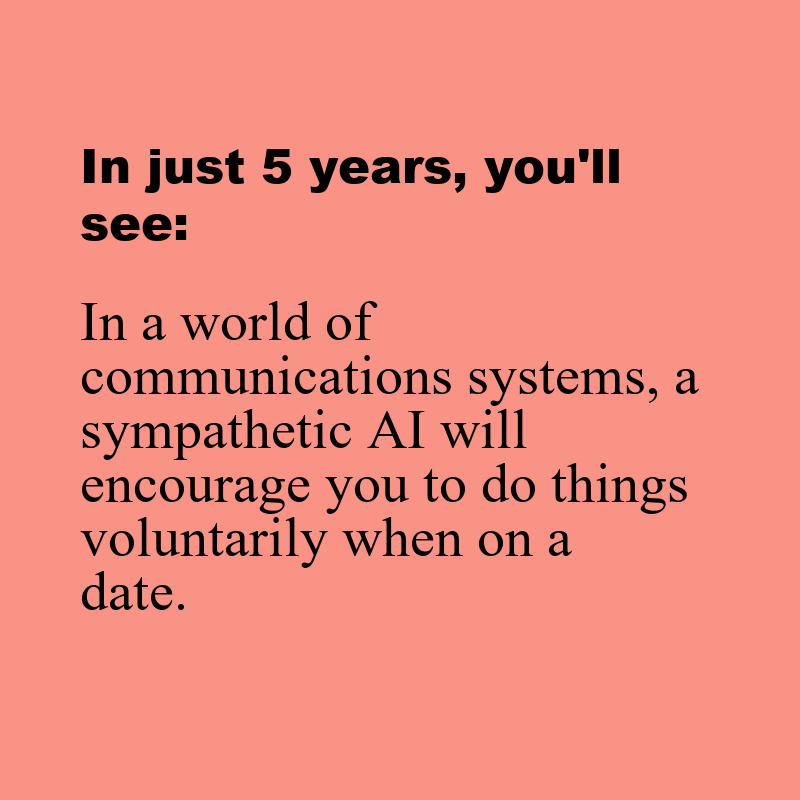 In just 5 years, you'll
see:
In a world of
communications systems, a
sympathetic AI will
encourage you to do things
voluntarily when on a
date.